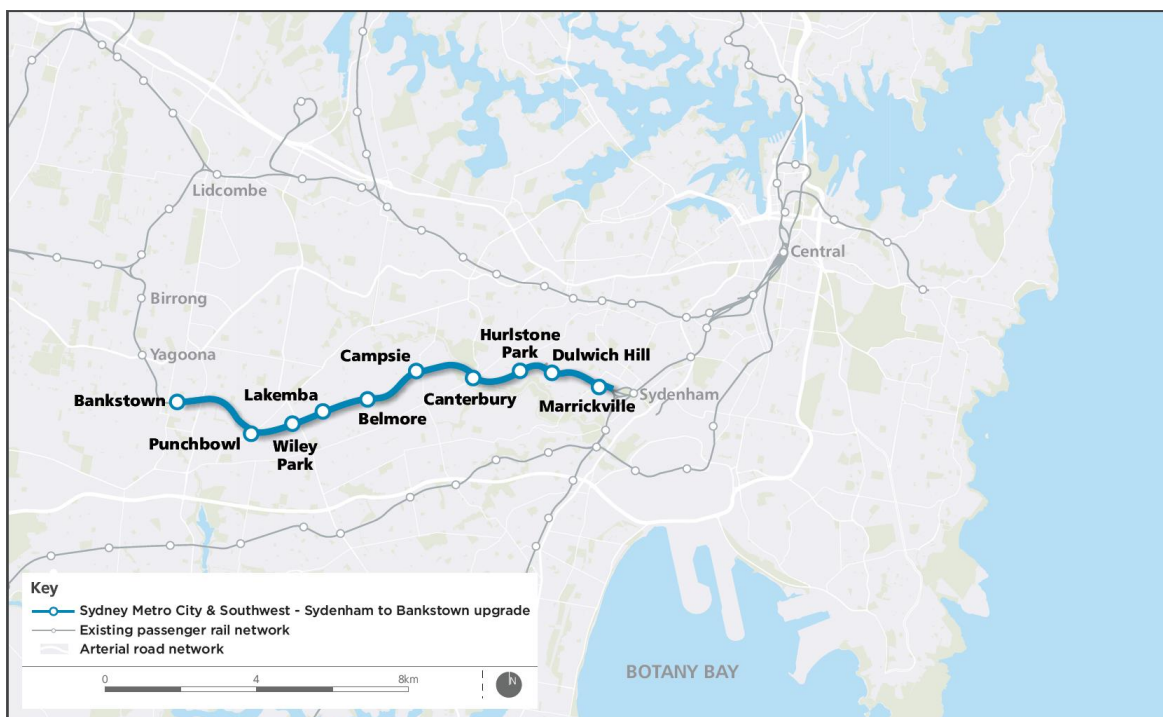 Lidcombe
Central
Birrong
Yagoona
Hurlstone
Park
Dulwich Hill
Campsie
Lakemba
Bankstown
Canterbury
Sydenham
Marrickville
Belmore
Punchbowl
Wiley
Park
Key
Sydney Metro City & Southwest - Sydenham to Bankstown upgrade
Existing passenger rail network
Arterial road network
0 4 8km
N
BOTANY BAY